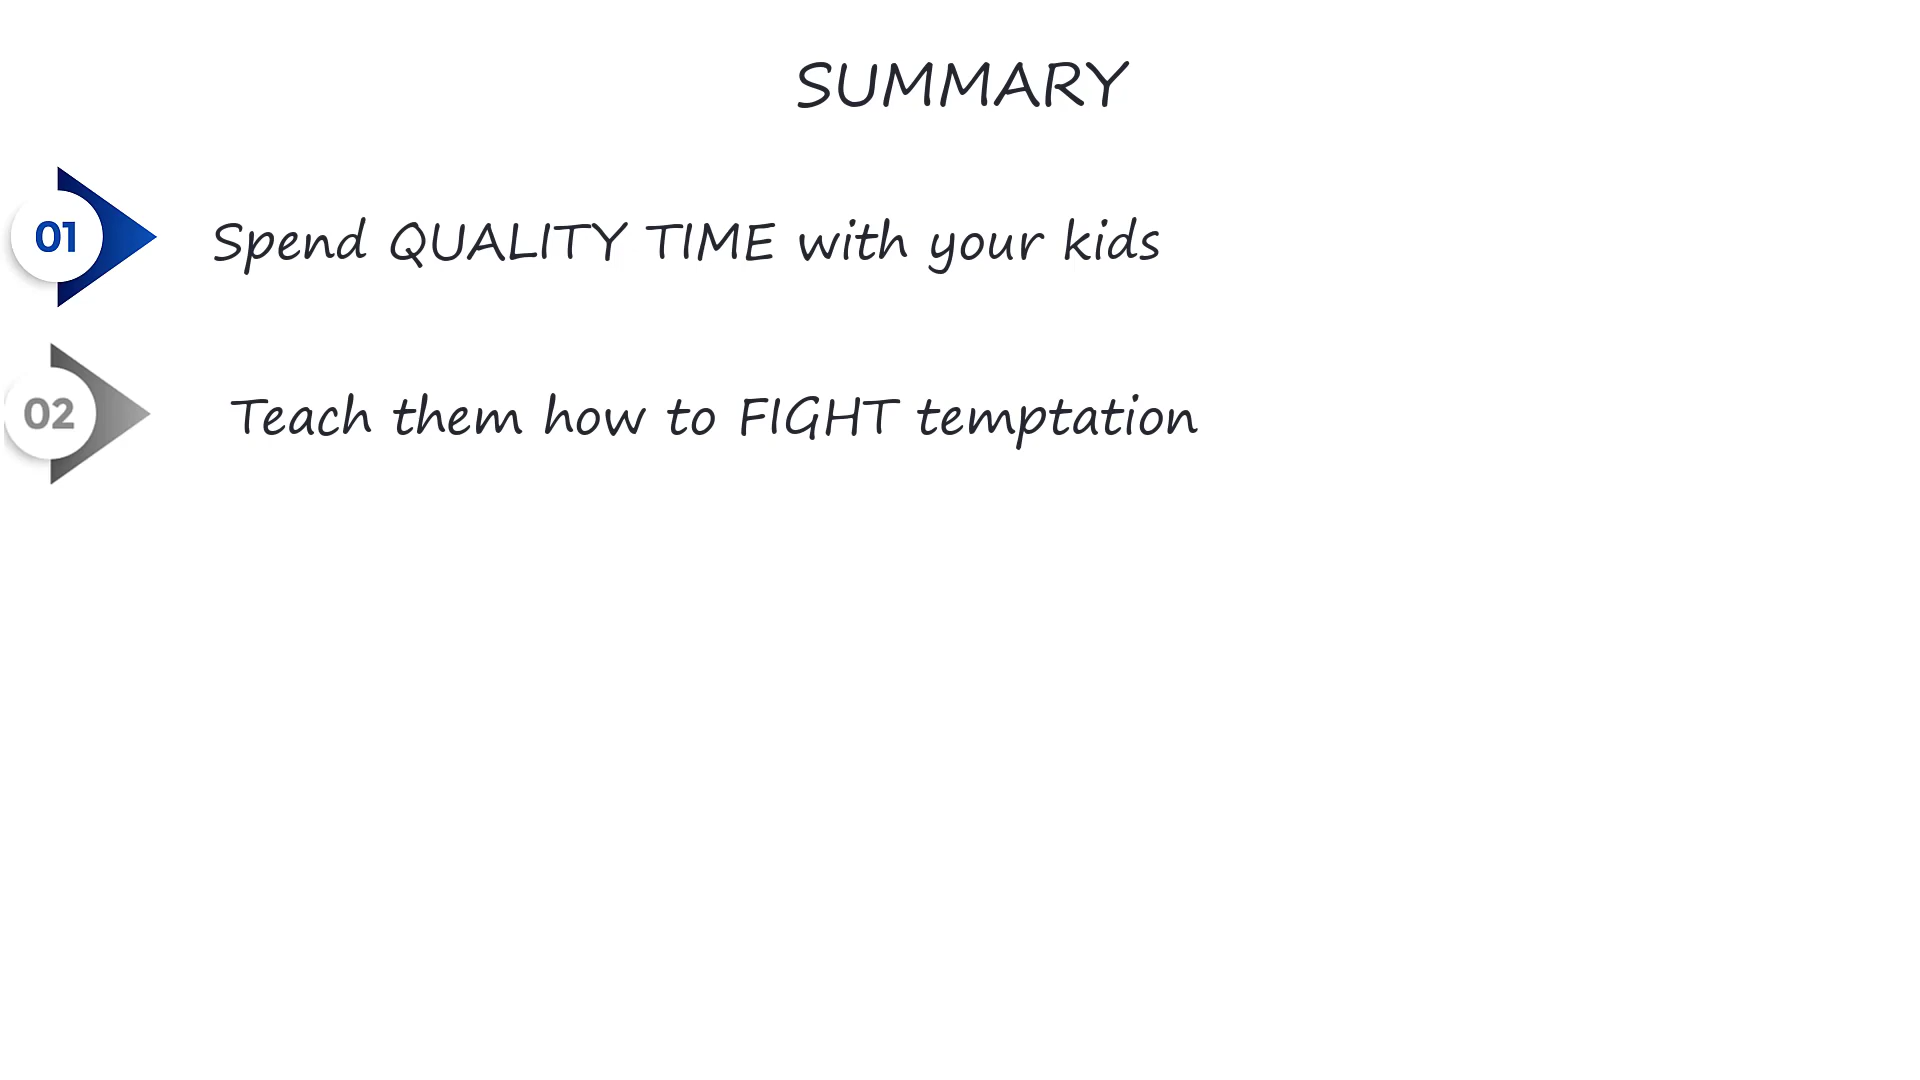 SUMMARY
01 Spend QUALITY TIME with your kids
02 Teach them how to FIGHT temptation